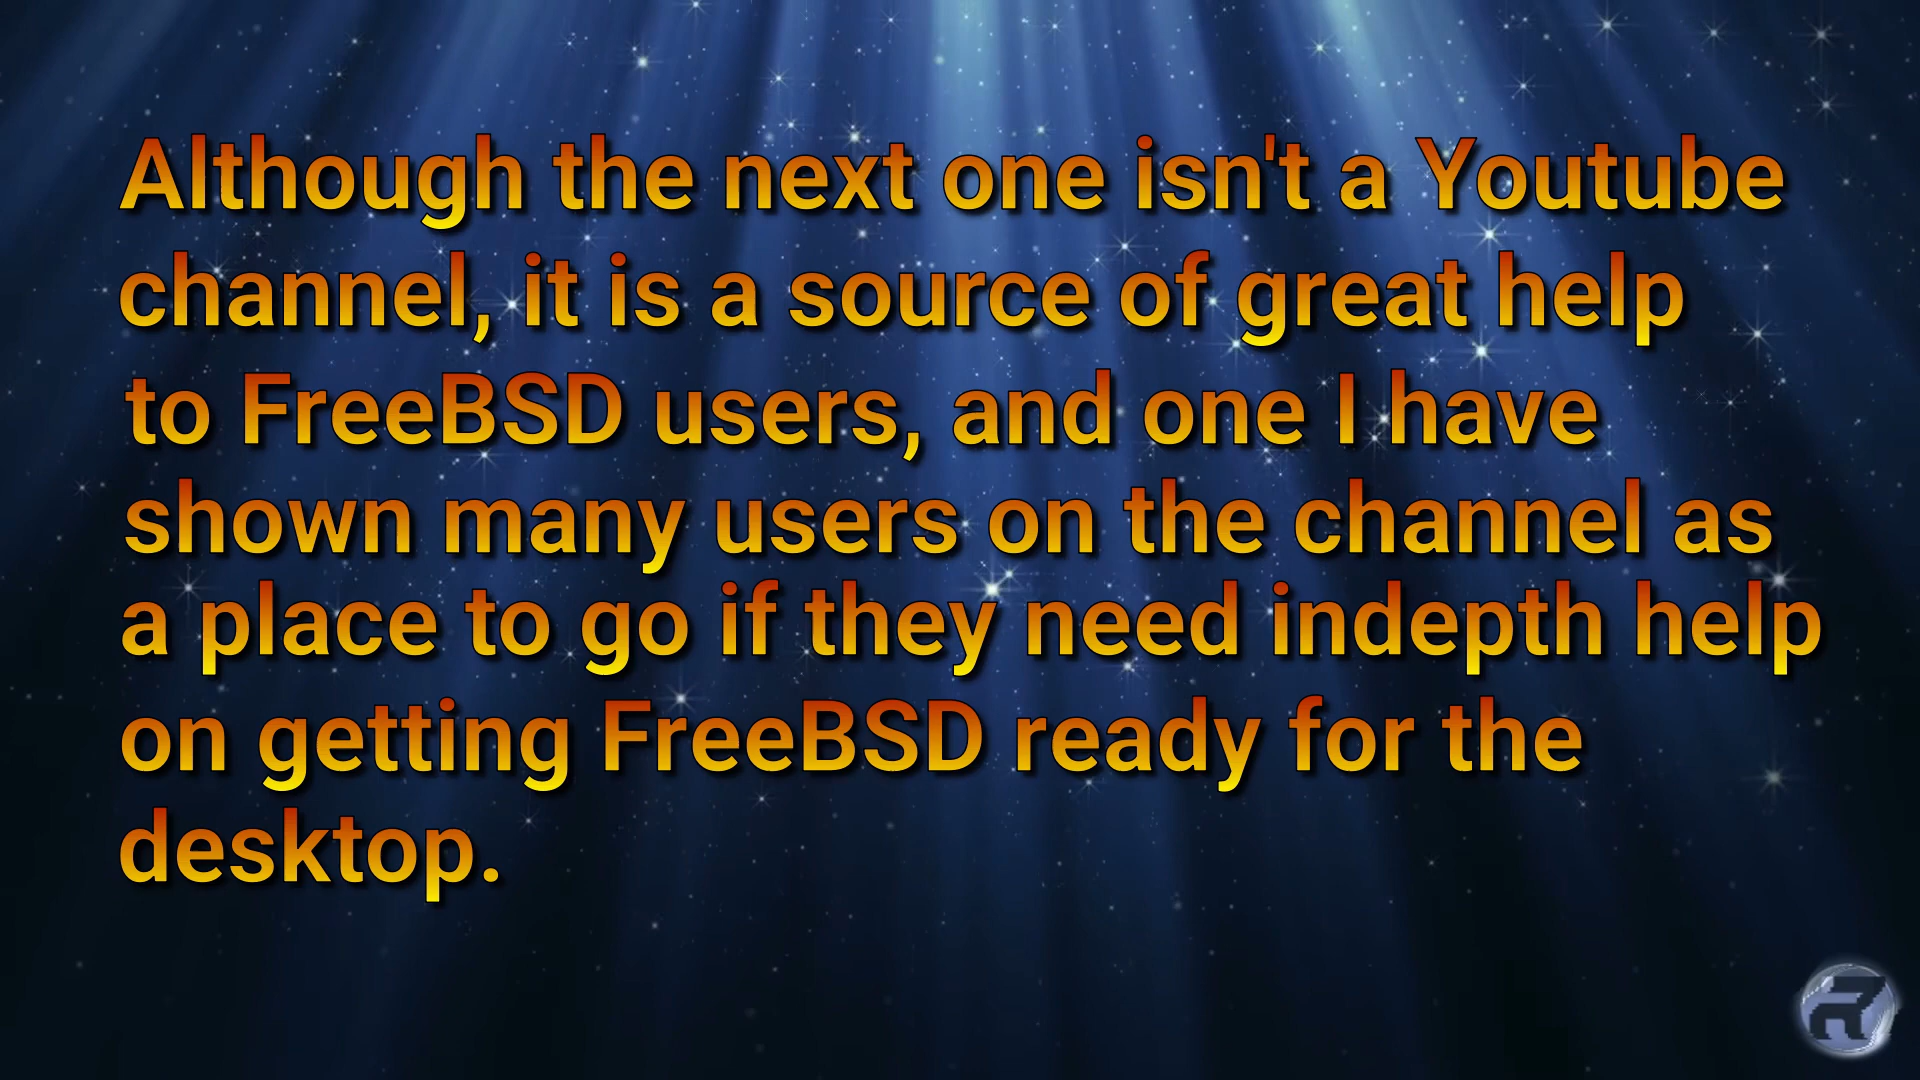 Although the next one isn't a Youtube
channel, it is a source of great help
to FreeBSD users, and one I have
shown many users on the channel as
a place to go if they need indepth help
on getting FreeBSD ready for the
desktop.